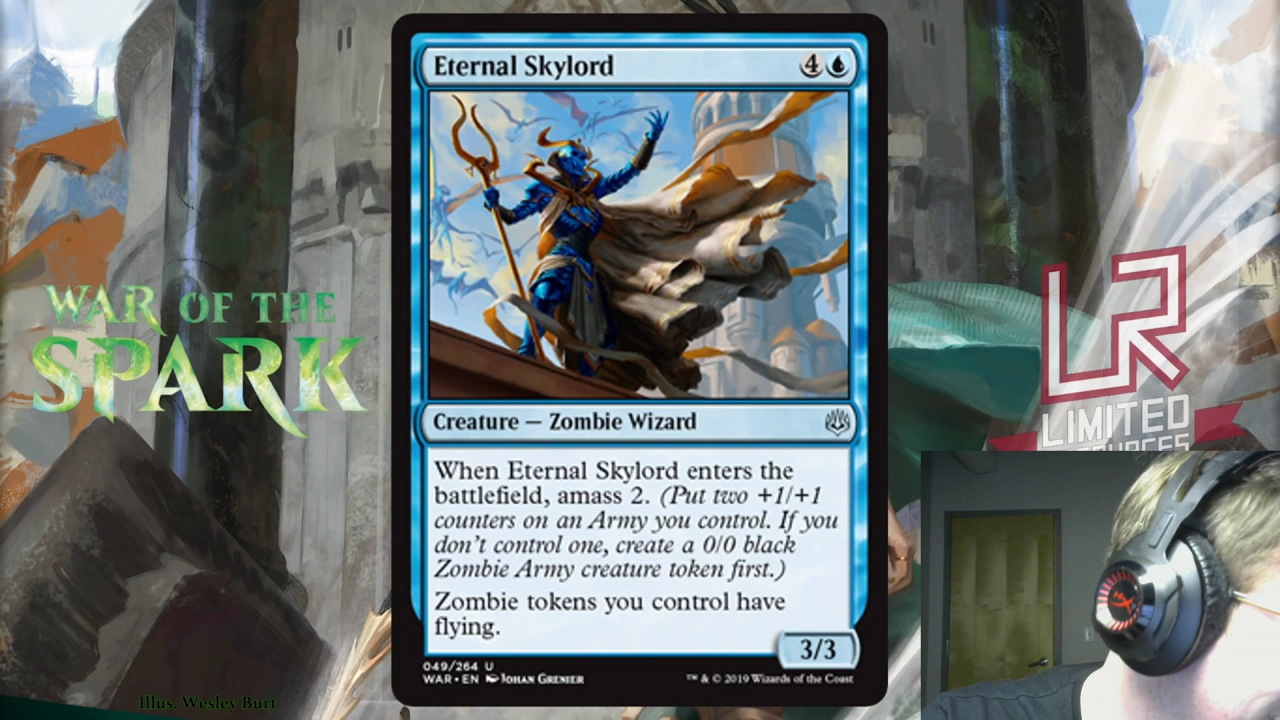 Eternal Skylord
4
WAR OF THE
SPARK
LR
LIMITED
RESOURCES
Creature — Zombie Wizard
When Eternal Skylord enters the
battlefield, amass 2. (Put two +1/+1
counters on an Army you control. If you
don't control one, create a 0/0 black
Zombie Army creature token first.)
Zombie tokens you control have
flying.
3/3
049/264 U
WAR • EN Johan Grenier
™ & © 2019 Wizards of the Coast
Illus. Wesley Burt